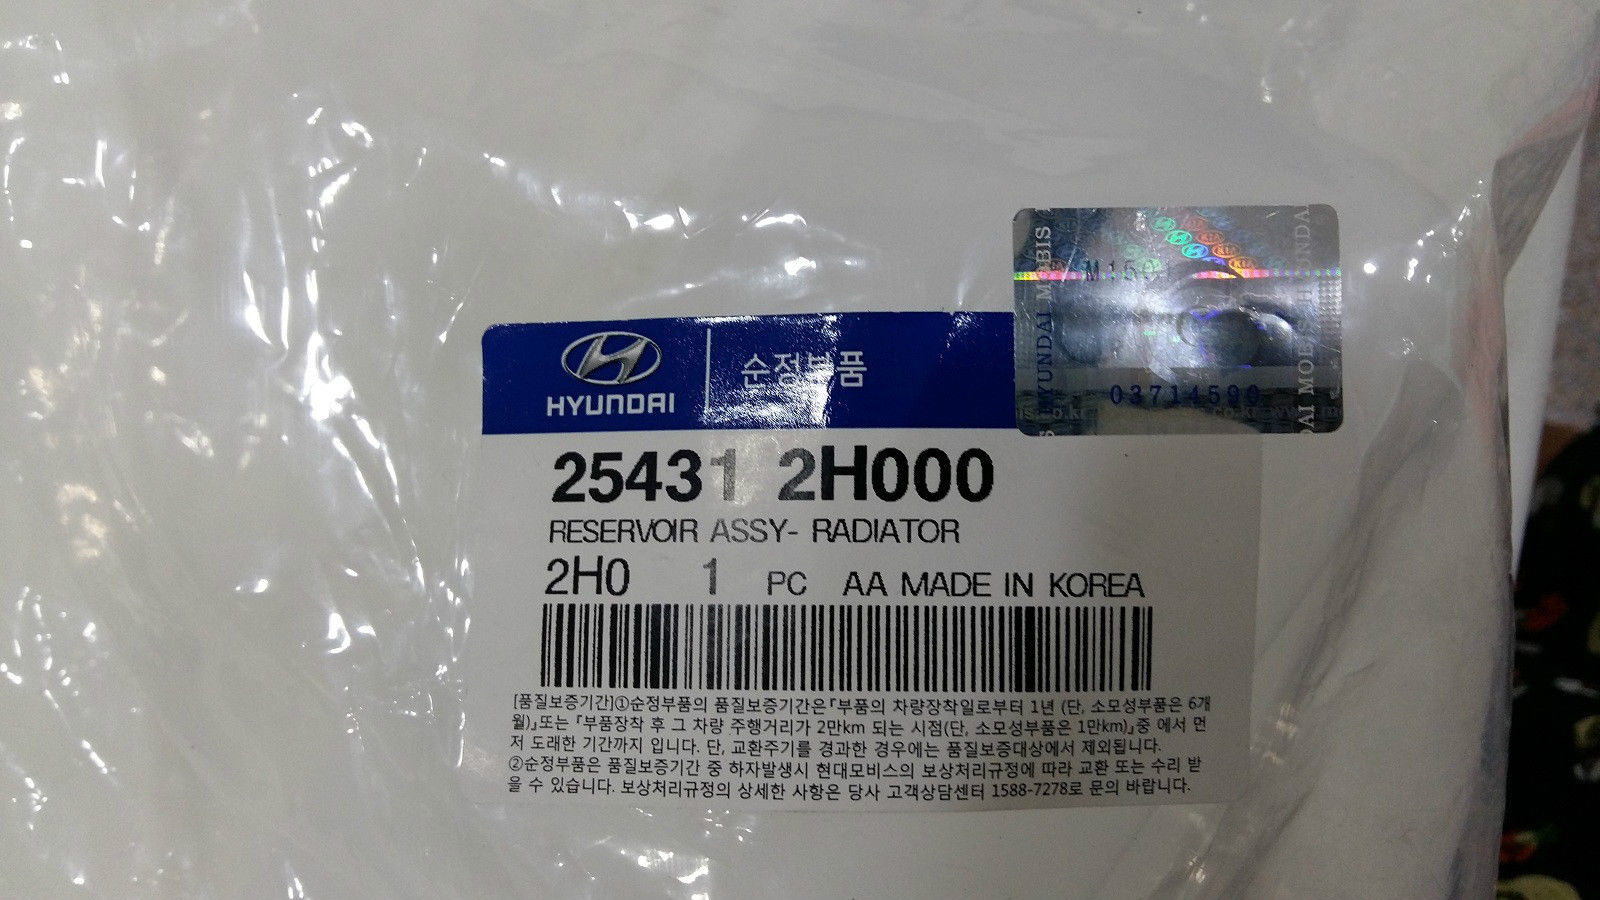 HYUNDAI
순정부품
HYUNDAI MOBIS
03714590
25431 2H000
RESERVOIR ASSY- RADIATOR
2H0 1 PC AA MADE IN KOREA
[품질보증기간]①순정부품의 품질보증기간은『부품의 차량장착일로부터 1년 (단, 소모성부품은 6개
월)』또는 『부품장착 후 그 차량 주행거리가 2만km 되는 시점(단, 소모성부품은 1만km)』중 에서 먼
저 도래한 기간까지 입니다. 단, 교환주기를 경과한 경우에는 품질보증대상에서 제외됩니다.
②순정부품은 품질보증기간 중 하자발생시 현대모비스의 보상처리규정에 따라 교환 또는 수리 받
을 수 있습니다. 보상처리규정의 상세한 사항은 당사 고객상담센터 1588-7278로 문의 바랍니다.